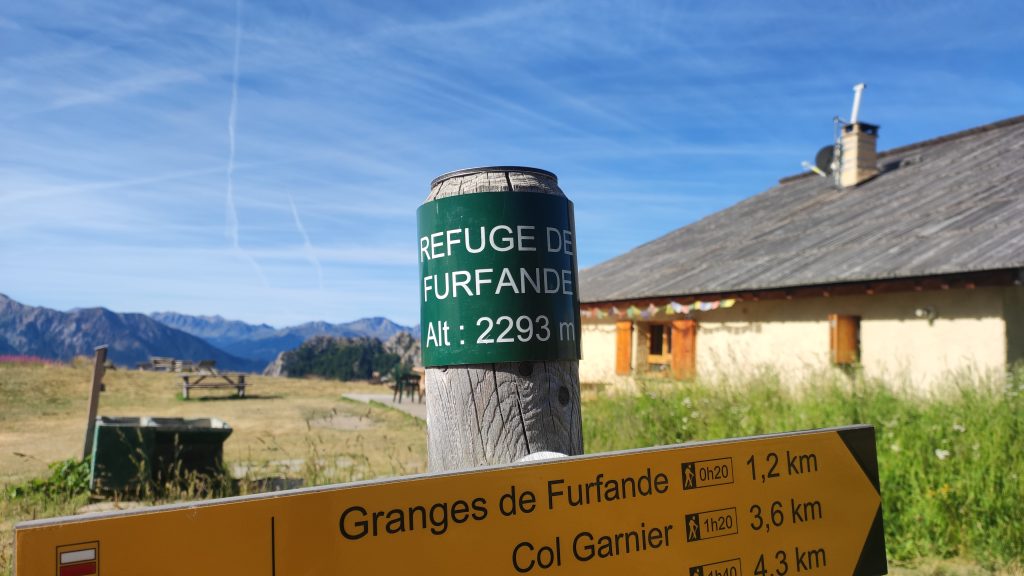 REFUGE DE
FURFANDE
Alt : 2293 m
Granges de Furfande 0h20 1,2 km
Col Garnier 1h20 3,6 km
1h40 4,3 km